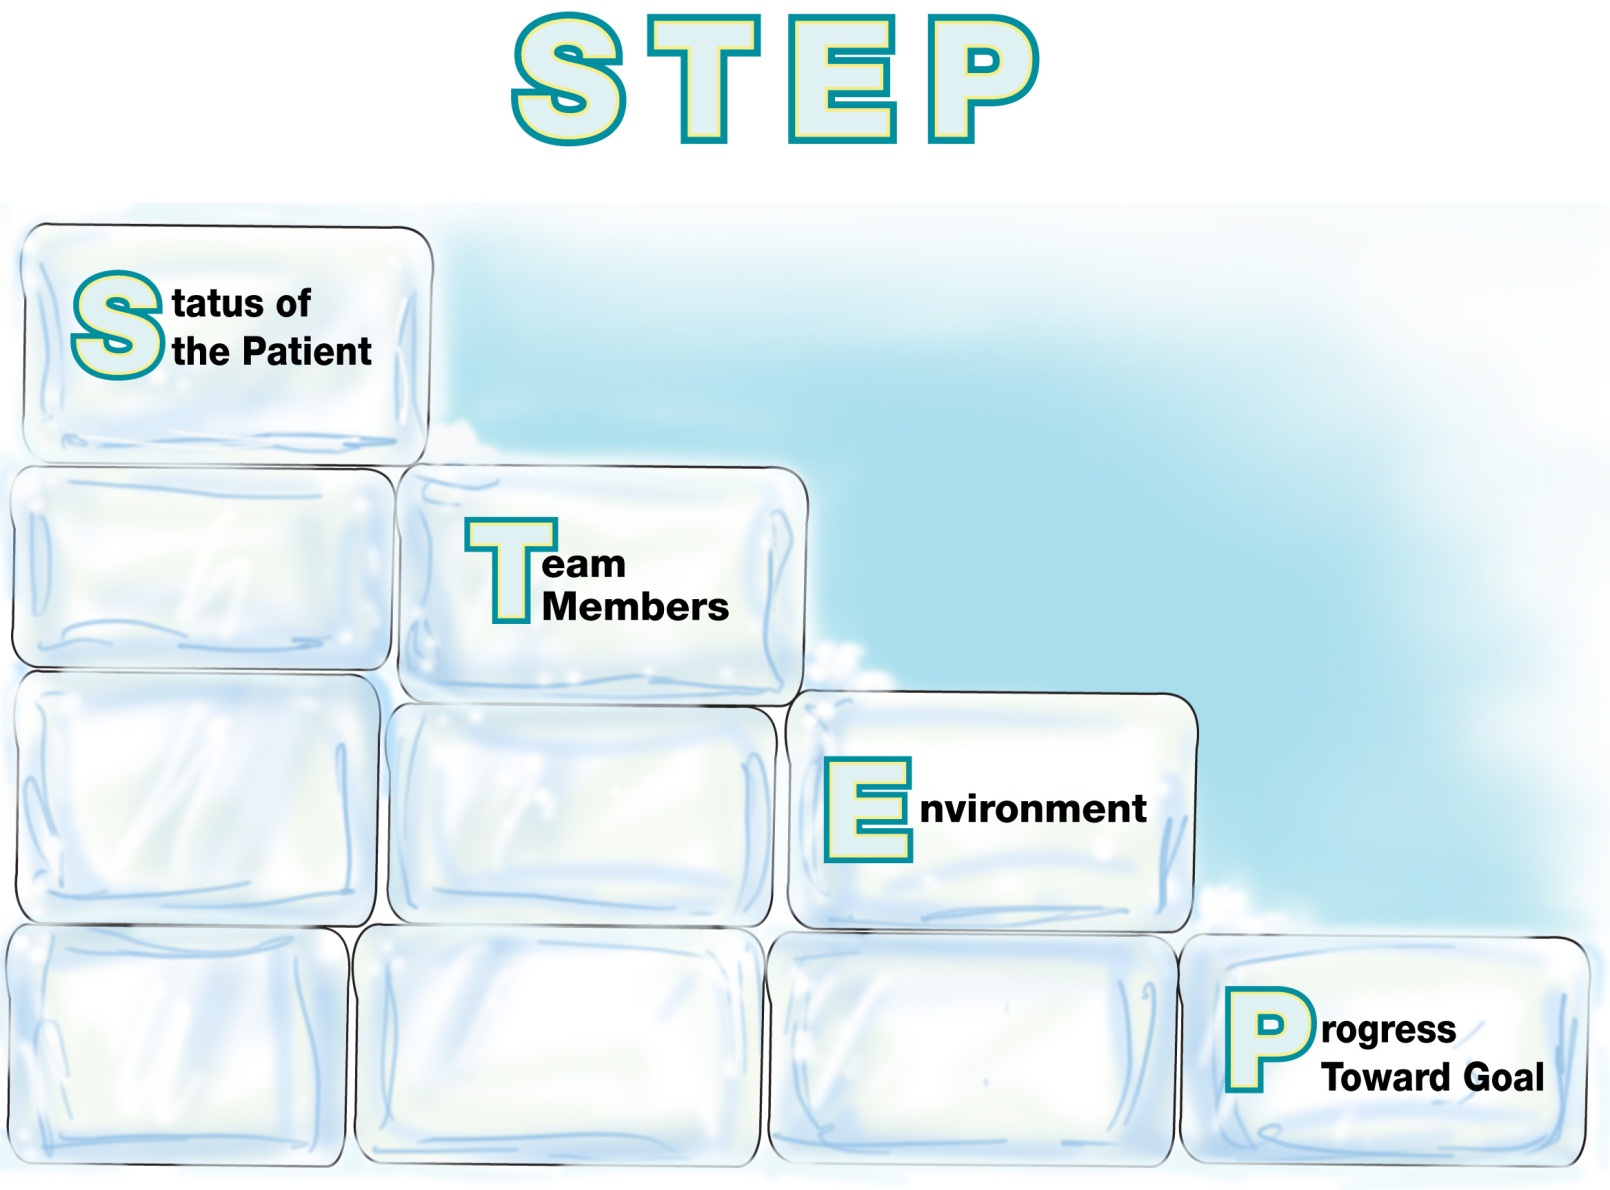 STEP
Status of
the Patient
Team
Members
Environment
Progress
Toward Goal